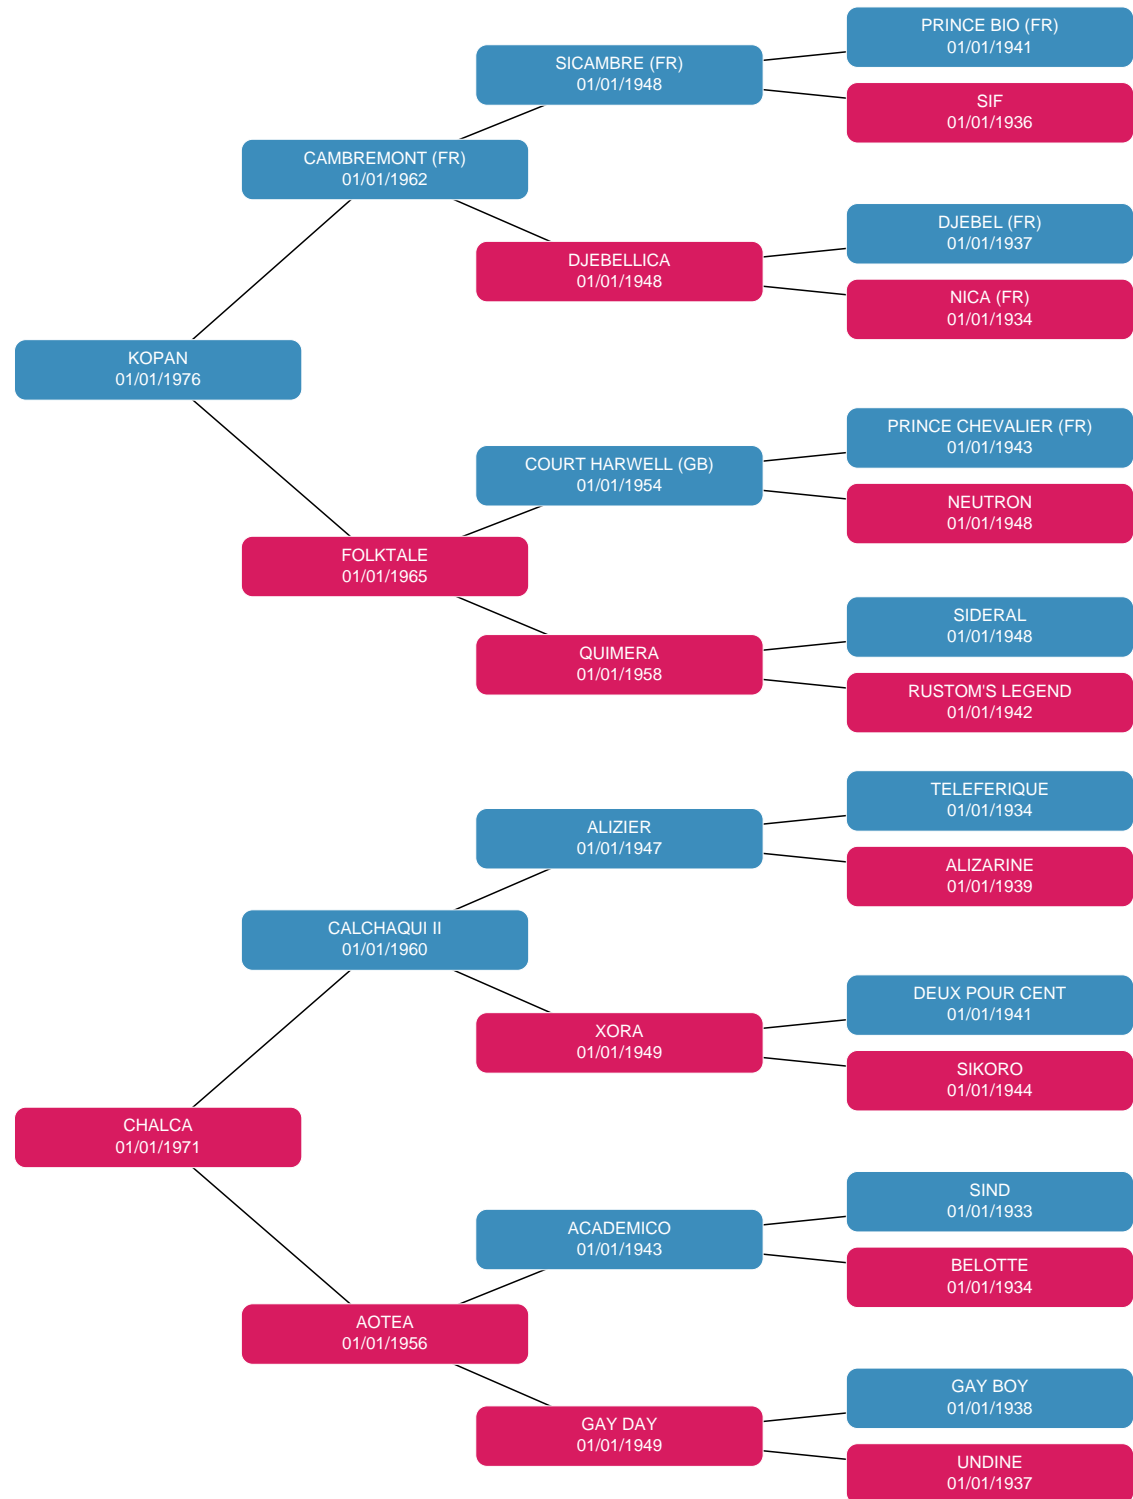 PRINCE BIO (FR)
01/01/1941
SICAMBRE (FR)
01/01/1948
SIF
01/01/1936
CAMBREMONT (FR)
01/01/1962
DJEBEL (FR)
01/01/1937
DJEBELLICA
01/01/1948
NICA (FR)
01/01/1934
KOPAN
01/01/1976
PRINCE CHEVALIER (FR)
01/01/1943
COURT HARWELL (GB)
01/01/1954
NEUTRON
01/01/1948
FOLKTALE
01/01/1965
SIDERAL
01/01/1948
QUIMERA
01/01/1958
RUSTOM'S LEGEND
01/01/1942
TELEFERIQUE
01/01/1934
ALIZIER
01/01/1947
ALIZARINE
01/01/1939
CALCHAQUI II
01/01/1960
DEUX POUR CENT
01/01/1941
XORA
01/01/1949
SIKORO
01/01/1944
CHALCA
01/01/1971
SIND
01/01/1933
ACADEMICO
01/01/1943
BELOTTE
01/01/1934
AOTEA
01/01/1956
GAY BOY
01/01/1938
GAY DAY
01/01/1949
UNDINE
01/01/1937